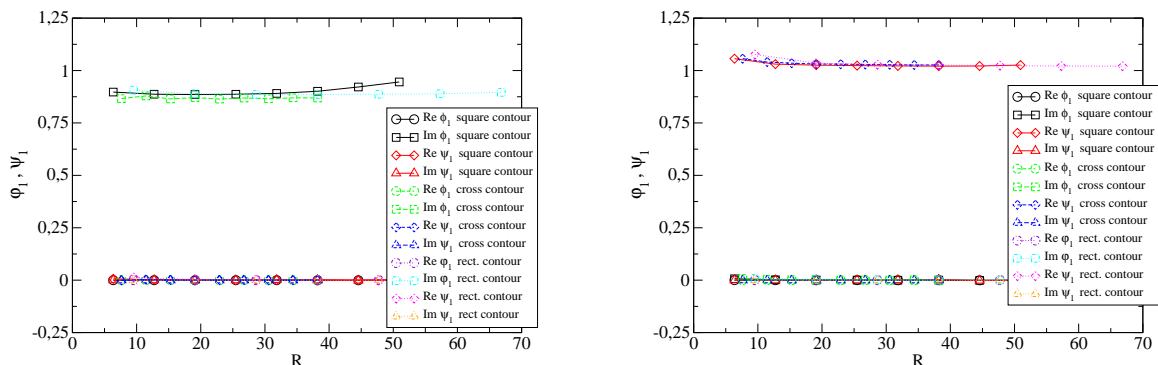 1,25
1
0,75
0,5
0,25
0
-0,25
φ₁ , ψ₁
0 10 20 30 40 50 60 70
R
Re ϕ₁ square contour
Im ϕ₁ square contour
Re ψ₁ square contour
Im ψ₁ square contour
Re ϕ₁ cross contour
Im ϕ₁ cross contour
Re ψ₁ cross contour
Im ψ₁ cross contour
Re φ₁ rect. contour
Im φ₁ rect. contour
Re ψ₁ rect. contour
Im ψ₁ rect contour
1,25
1
0,75
0,5
0,25
0
-0,25
φ₁ , ψ₁
0 10 20 30 40 50 60 70
R
Re ϕ₁ square contour
Im ϕ₁ square contour
Re ψ₁ square contour
Im ψ₁ square contour
Re ϕ₁ cross contour
Im ϕ₁ cross contour
Re ψ₁ cross contour
Im ψ₁ cross contour
Re φ₁ rect. contour
Im φ₁ rect. contour
Re ψ₁ rect. contour
Im ψ₁ rect. contour